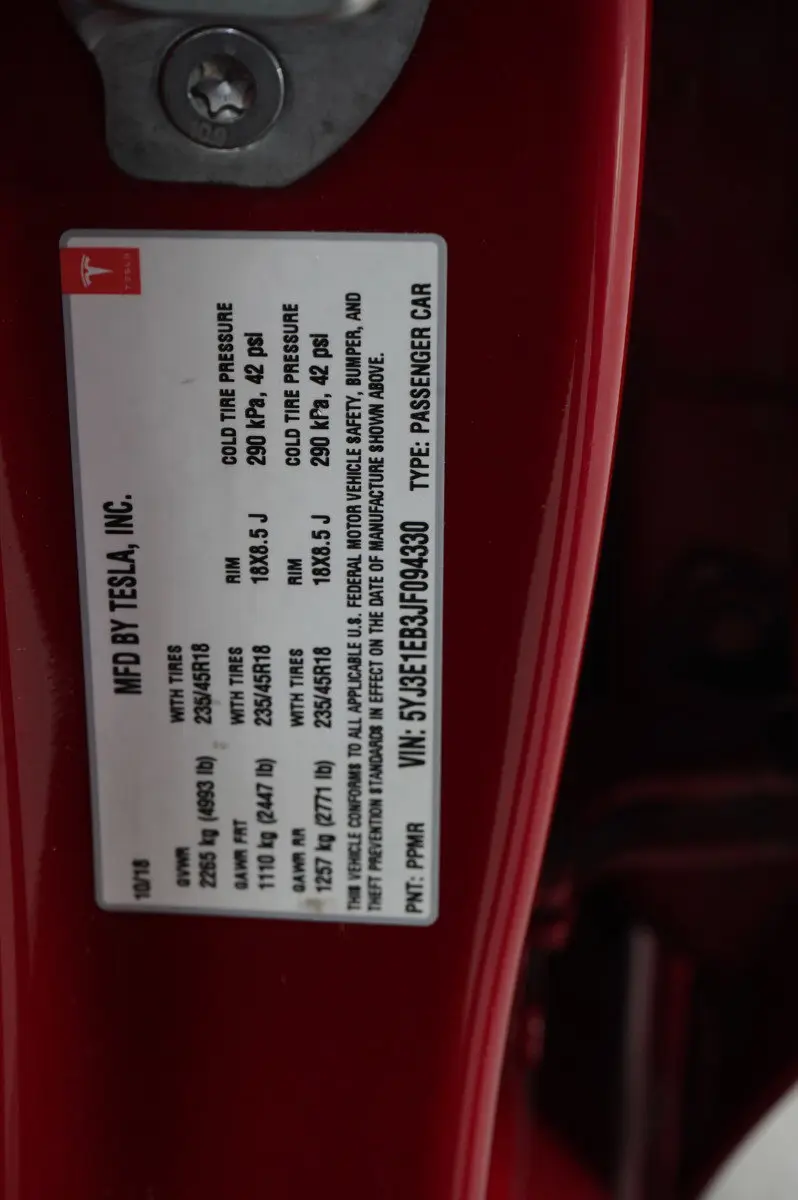 10.9
TESLA
10/18 MFD BY TESLA, INC.
GVWR WITH TIRES
2265 kg (4993 lb) 235/45R18
GAWR FRT WITH TIRES RIM COLD TIRE PRESSURE
1110 kg (2447 lb) 235/45R18 18X8.5 J 290 kPa, 42 psi
GAWR RR WITH TIRES RIM COLD TIRE PRESSURE
1257 kg (2771 lb) 235/45R18 18X8.5 J 290 kPa, 42 psi
THIS VEHICLE CONFORMS TO ALL APPLICABLE U.S. FEDERAL MOTOR VEHICLE SAFETY, BUMPER, AND
THEFT PREVENTION STANDARDS IN EFFECT ON THE DATE OF MANUFACTURE SHOWN ABOVE.
PNT: PPMR VIN: 5YJ3E1EB3JF094330 TYPE: PASSENGER CAR